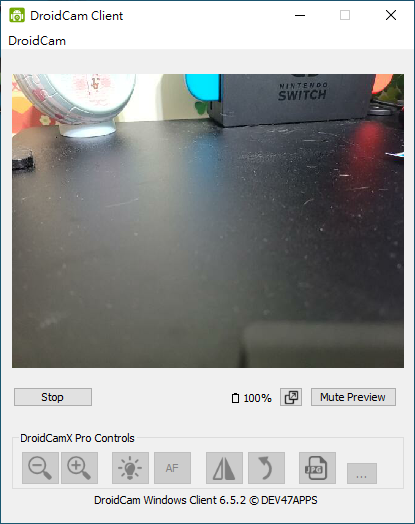 DroidCam Client
DroidCam
NINTENDO
SWITCH
Stop
100%
Mute Preview
DroidCamX Pro Controls
AF
JPG
...
DroidCam Windows Client 6.5.2 © DEV47APPS